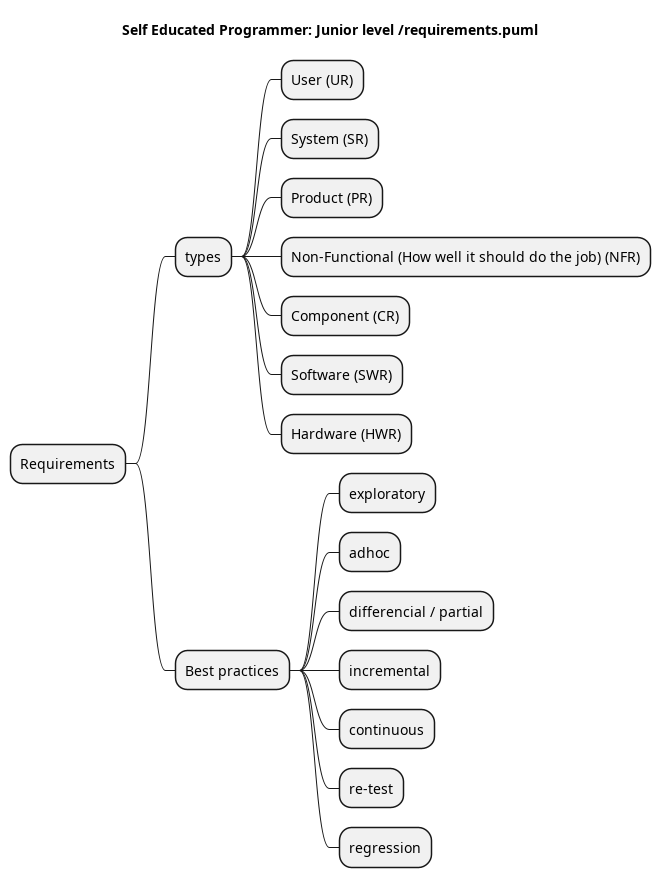 Self Educated Programmer: Junior level /requirements.puml
User (UR)
System (SR)
Product (PR)
types
Non-Functional (How well it should do the job) (NFR)
Component (CR)
Software (SWR)
Hardware (HWR)
Requirements
exploratory
adhoc
differencial / partial
Best practices
incremental
continuous
re-test
regression